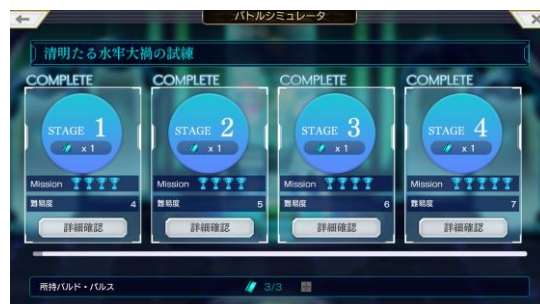 バトルシミュレータ
清明たる水牢大禍の試練
COMPLETE COMPLETE COMPLETE COMPLETE
STAGE 1 STAGE 2 STAGE 3 STAGE 4
x 1 x 1 x 1 x 1
Mission Mission Mission Mission
難易度 4 難易度 5 難易度 6 難易度 7
詳細確認 詳細確認 詳細確認 詳細確認
所持バルド・パルス 3/3